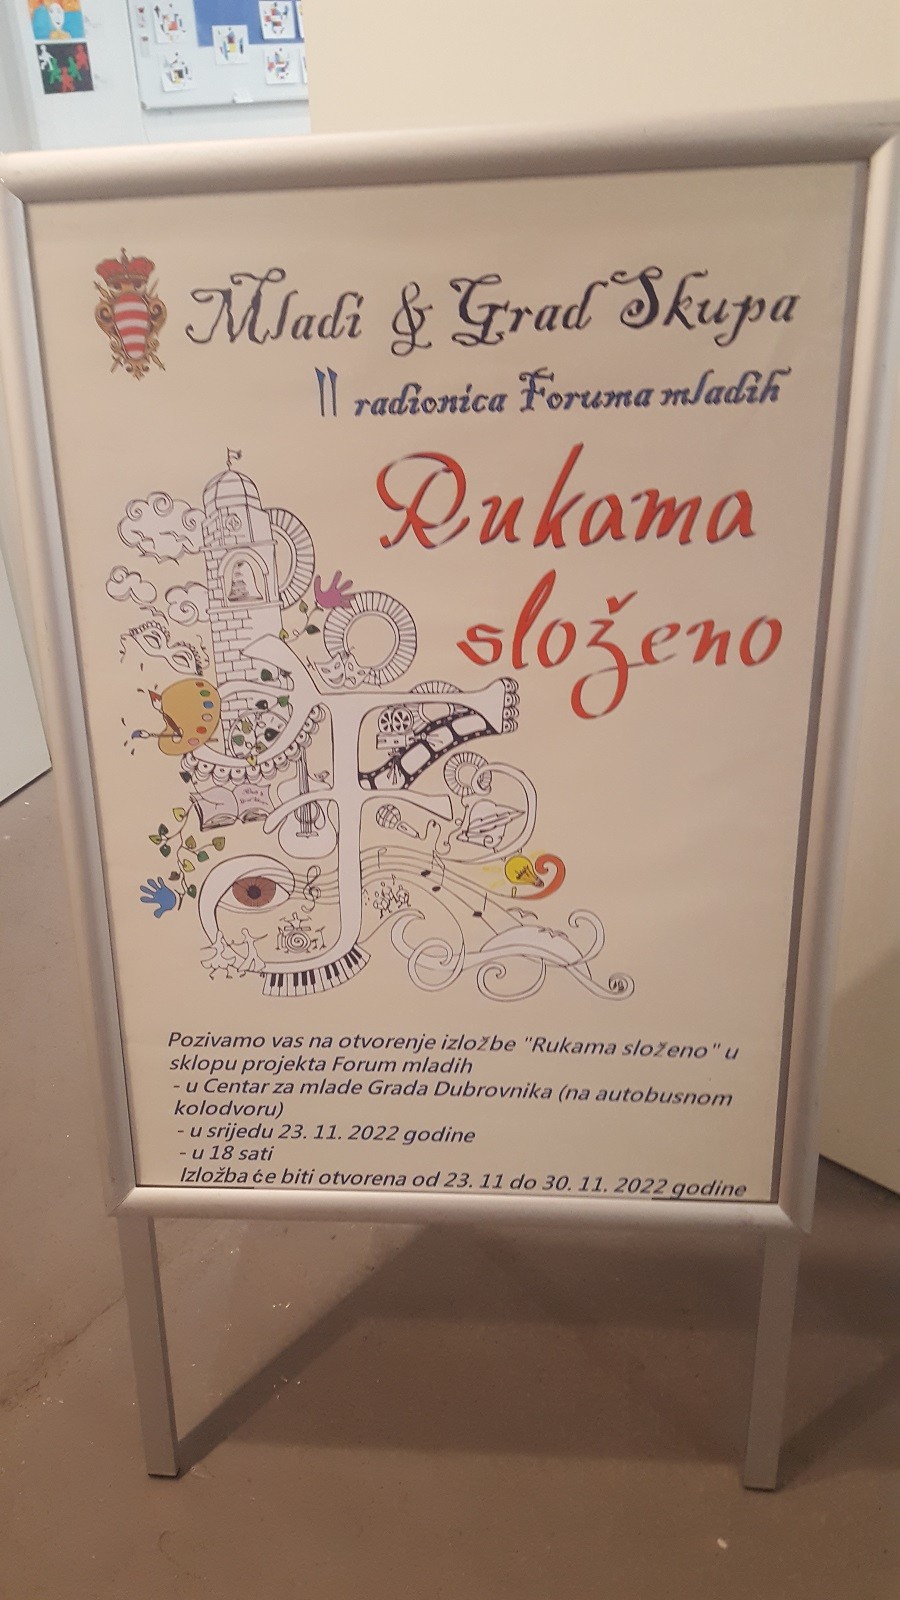 Mladi & Grad Skupa
II radionica Foruma mladih
Rukama
složeno
Pozivamo vas na otvorenje izložbe "Rukama složeno" u
sklopu projekta Forum mladih
- u Centar za mlade Grada Dubrovnika (na autobusnom
kolodvoru)
- u srijedu 23. 11. 2022 godine
- u 18 sati
Izložba će biti otvorena od 23. 11 do 30. 11. 2022 godine